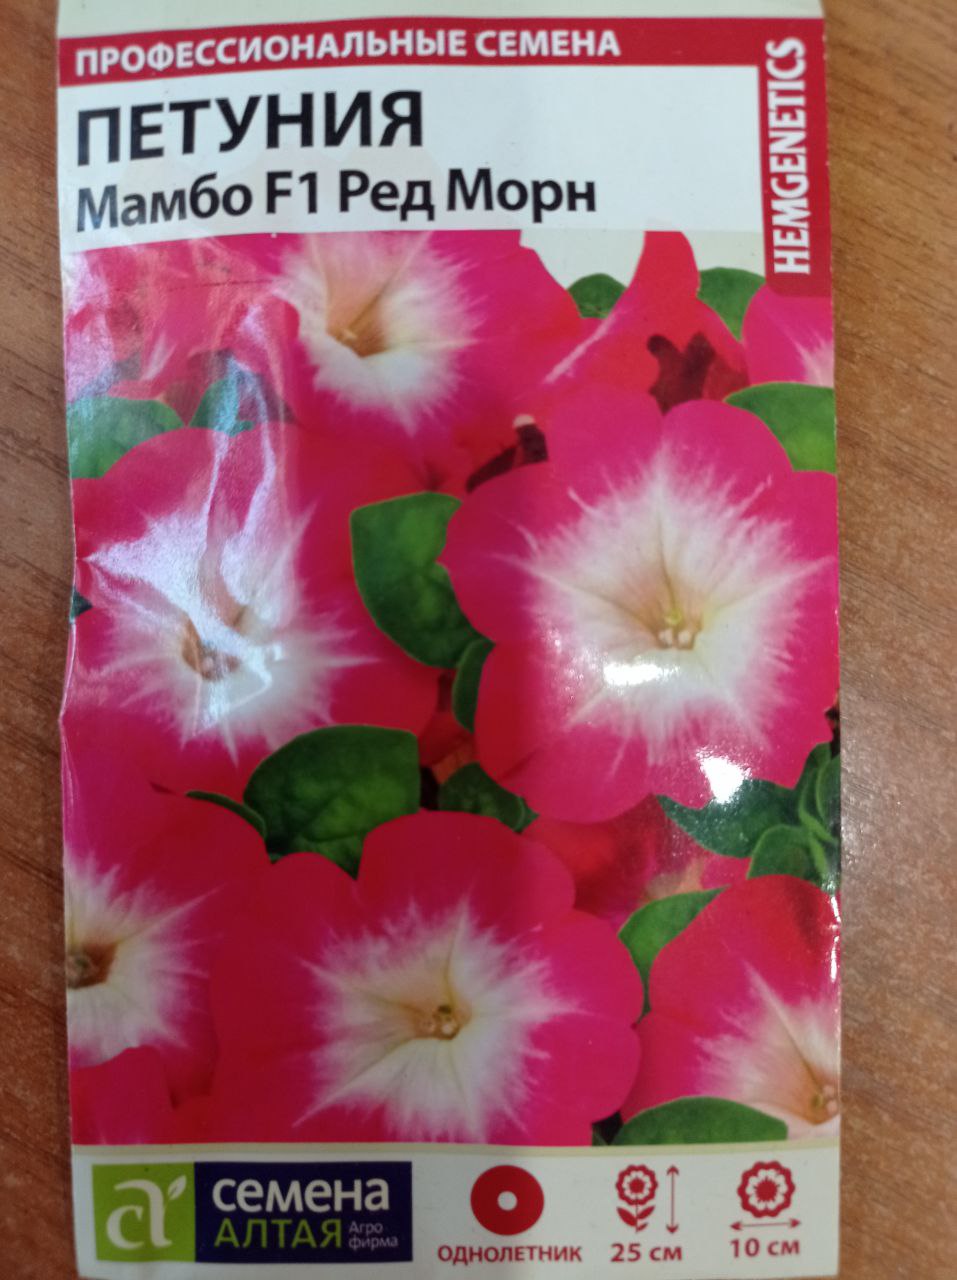 ПРОФЕССИОНАЛЬНЫЕ СЕМЕНА
ПЕТУНИЯ
Мамбо F1 Ред Морн
HEMGENETICS
семена
АЛТАЯ
Агро
фирма
ОДНОЛЕТНИК
25 см
10 см